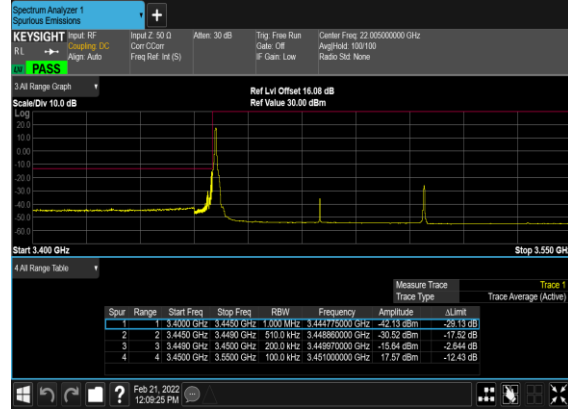 Spectrum Analyzer 1
Spurious Emissions
+
KEYSIGHT Input: RF Input Z: 50 Ω Atten: 30 dB Trig: Free Run Center Freq: 22.005000000 GHz
RL Coupling: DC Corr CCorr Gate: Off Avg|Hold: 100/100
Align: Auto Freq Ref: Int (S) IF Gain: Low Radio Std: None
PASS
3 All Range Graph
Ref Lvl Offset 16.08 dB
Scale/Div 10.0 dB Ref Value 30.00 dBm
Log
20.0
10.0
0.00
-10.0
-20.0
-30.0
-40.0
-50.0
-60.0
Start 3.400 GHz Stop 3.550 GHz
4 All Range Table
Measure Trace Trace 1
Trace Type Trace Average (Active)
Spur Range Start Freq Stop Freq RBW Frequency Amplitude ΔLimit
1 1 3.4000 GHz 3.4450 GHz 1.000 MHz 3.444775000 GHz -42.13 dBm -29.13 dB
2 2 3.4450 GHz 3.4490 GHz 510.0 kHz 3.448860000 GHz -30.52 dBm -17.52 dB
3 3 3.4490 GHz 3.4500 GHz 200.0 kHz 3.449970000 GHz -15.64 dBm -2.644 dB
4 4 3.4500 GHz 3.5500 GHz 100.0 kHz 3.451000000 GHz 17.57 dBm -12.43 dB
? Feb 21, 2022
12:09:25 PM